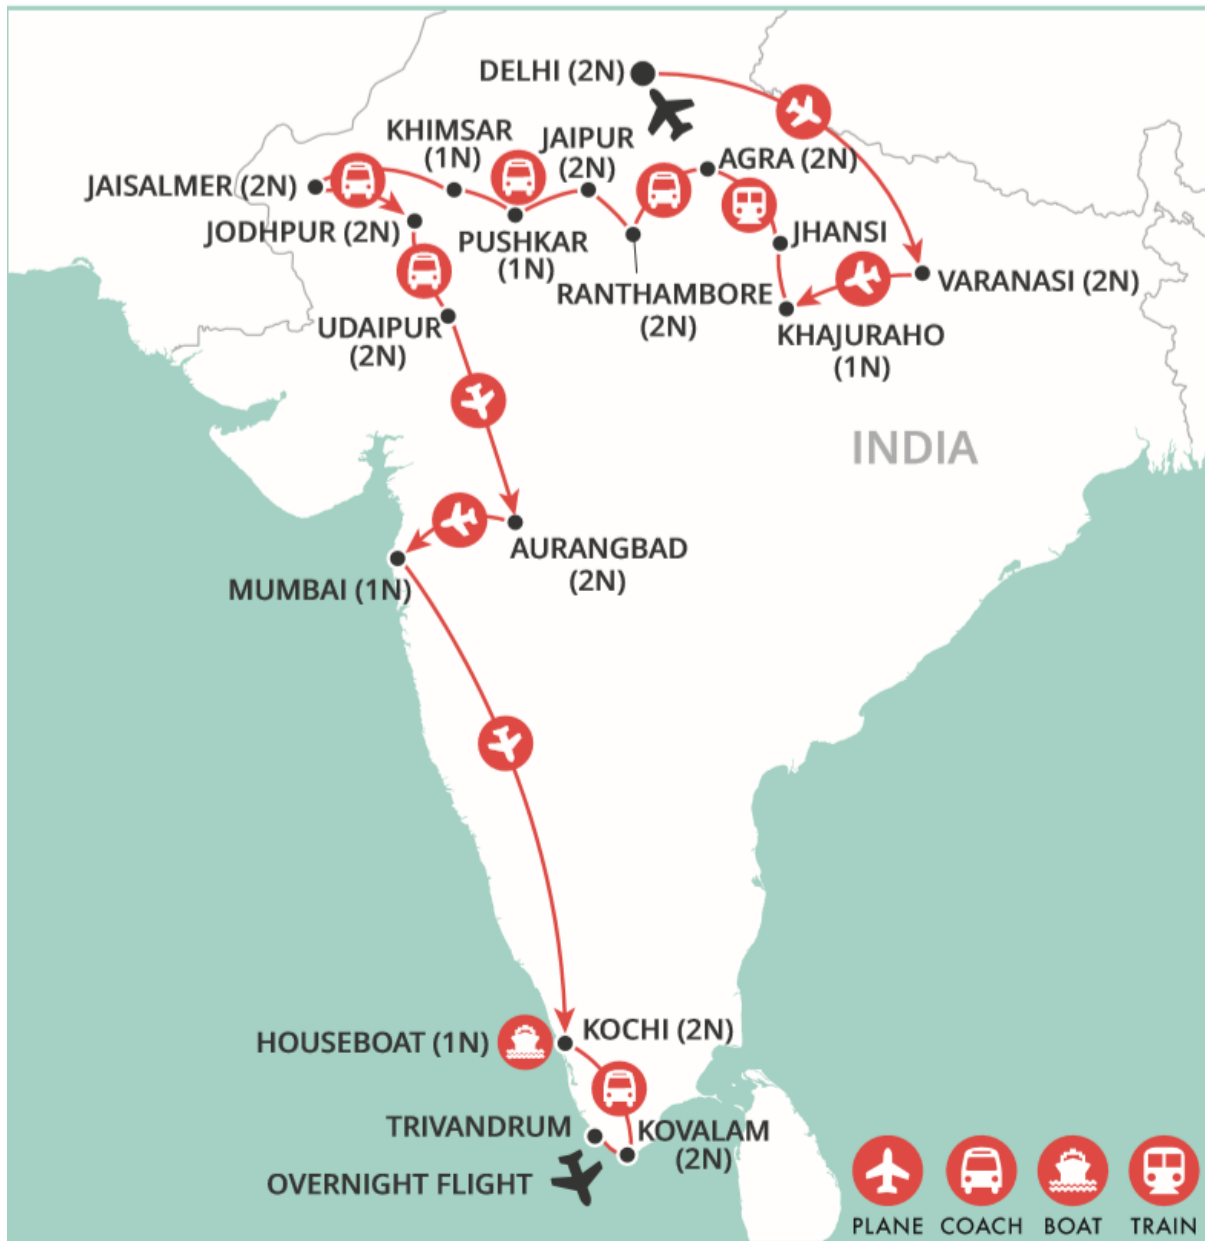 DELHI (2N)
KHIMSAR
(1N)
JAIPUR
(2N)
AGRA (2N)
JAISALMER (2N)
JODHPUR (2N)
PUSHKAR
(1N)
JHANSI
RANTHAMBORE
(2N)
VARANASI (2N)
UDAIPUR
(2N)
KHAJURAHO
(1N)
INDIA
AURANGBAD
(2N)
MUMBAI (1N)
HOUSEBOAT (1N)
KOCHI (2N)
TRIVANDRUM
KOVALAM
(2N)
OVERNIGHT FLIGHT
PLANE
COACH
BOAT
TRAIN